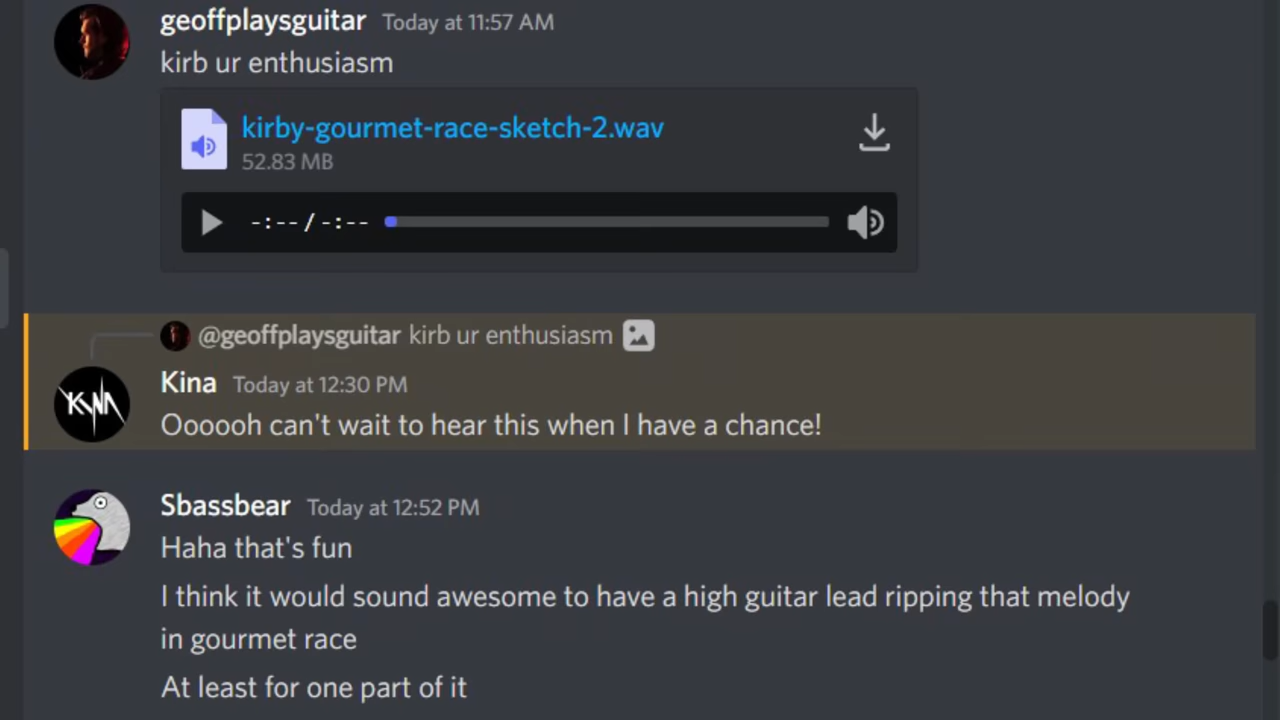 geoffplaysguitar Today at 11:57 AM
kirb ur enthusiasm
kirby-gourmet-race-sketch-2.wav
52.83 MB
-:-- / -:--
@geoffplaysguitar kirb ur enthusiasm
KYNA
Kina Today at 12:30 PM
Oooooh can't wait to hear this when I have a chance!
Sbassbear Today at 12:52 PM
Haha that's fun
I think it would sound awesome to have a high guitar lead ripping that melody
in gourmet race
At least for one part of it